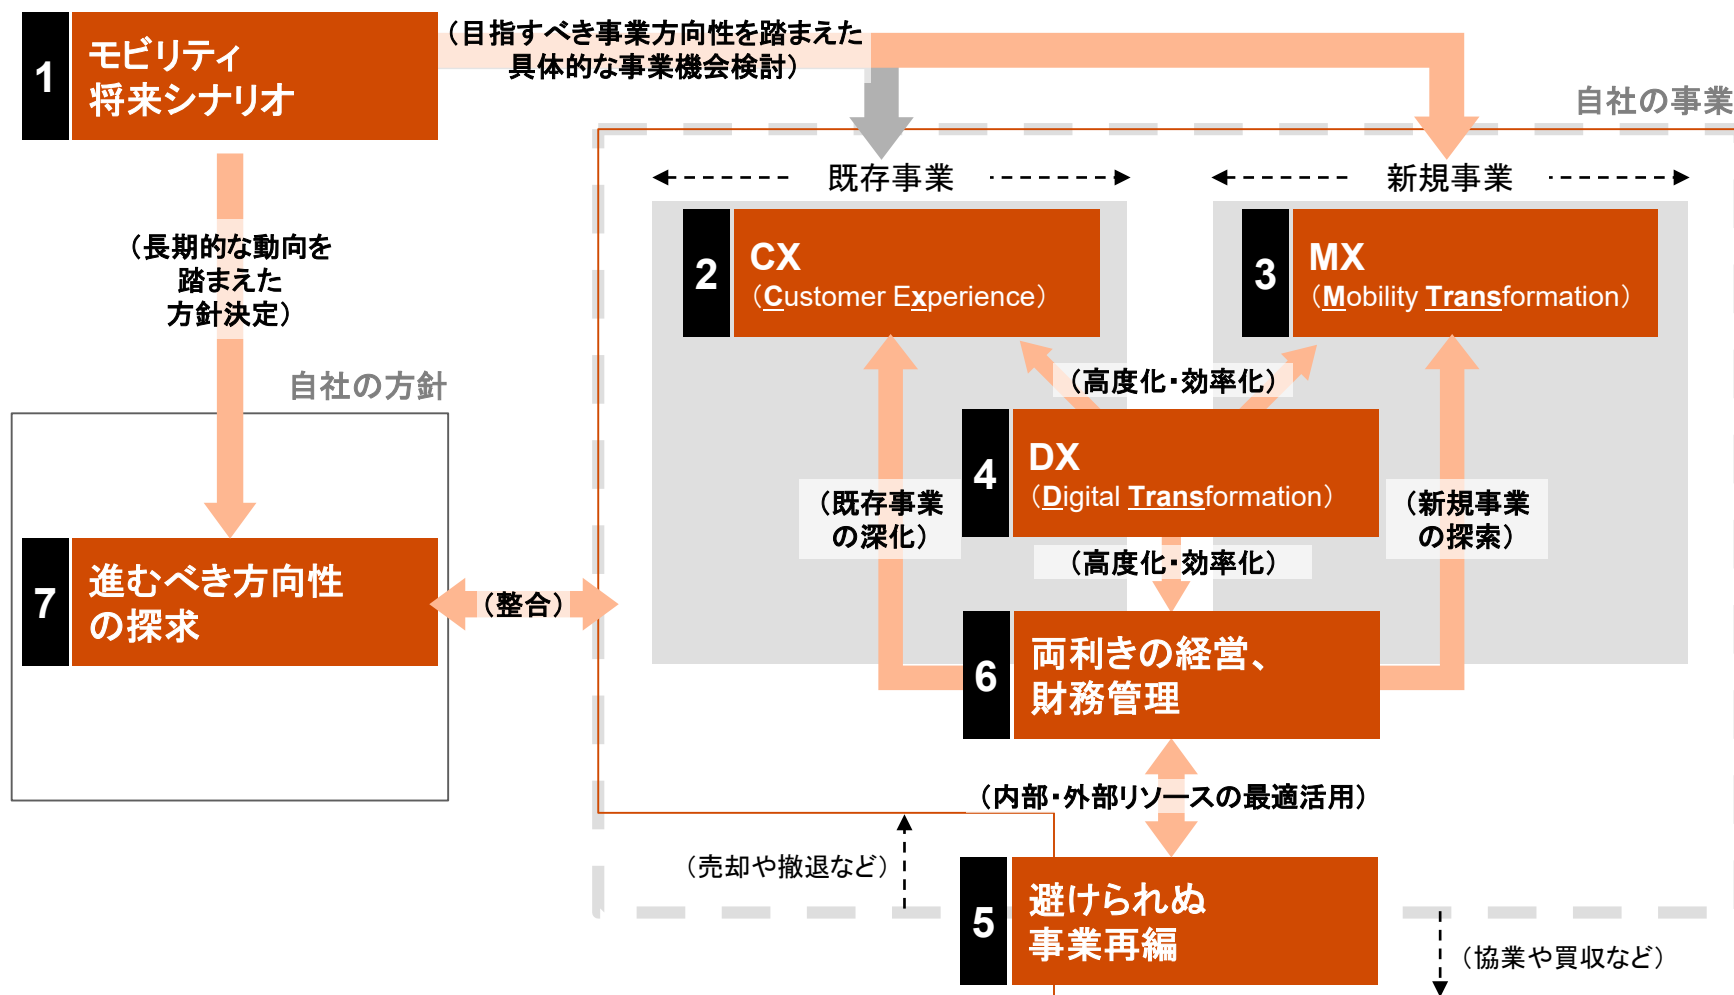 1
モビリティ
将来シナリオ
（目指すべき事業方向性を踏まえた
具体的な事業機会検討）
自社の事業
既存事業
新規事業
2
CX
（Customer Experience）
3
MX
（Mobility Transformation）
（長期的な動向を
踏まえた
方針決定）
（高度化・効率化）
自社の方針
4
DX
（Digital Transformation）
（既存事業
の深化）
（新規事業
の探索）
（高度化・効率化）
7
進むべき方向性
の探求
（整合）
6
両利きの経営、
財務管理
（内部・外部リソースの最適活用）
（売却や撤退など）
5
避けられぬ
事業再編
（協業や買収など）